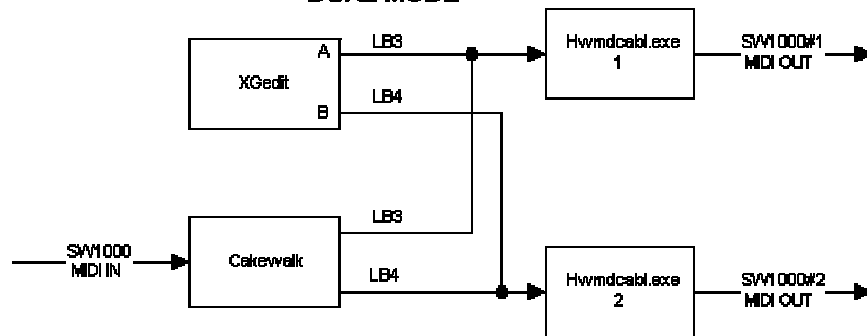 DUAL MODE
A
LB3
XGedit
B
LB4
Hwmdcabl.exe
1
SW1000#1
MIDI OUT
SW1000
MIDI IN
Cakewalk
LB3
LB4
Hwmdcabl.exe
2
SW1000#2
MIDI OUT